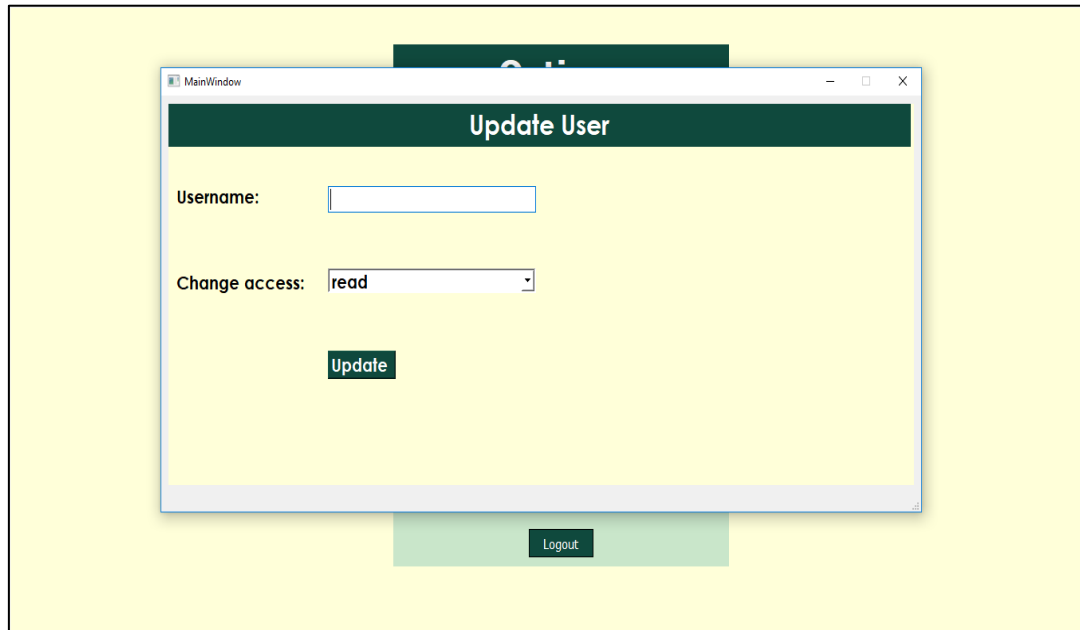 MainWindow
Update User
Username:
Change access:
read
Update
Logout